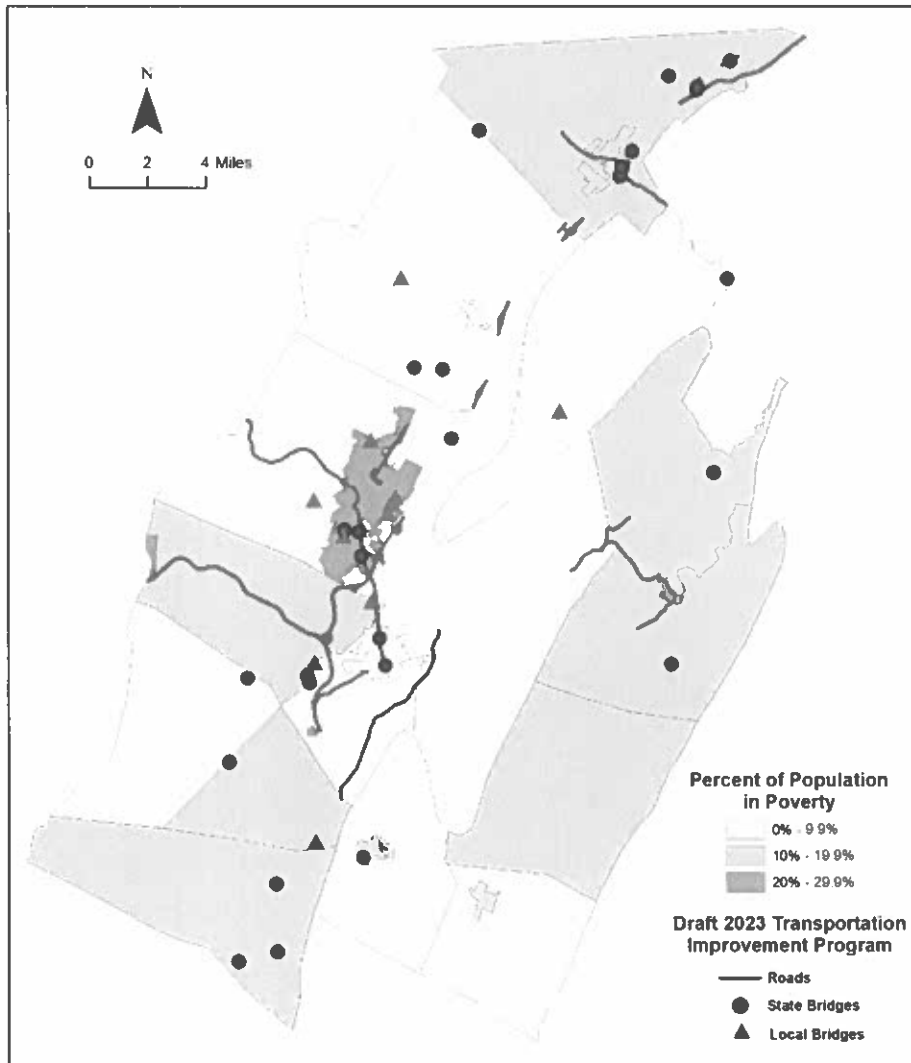 N
0 2 4 Miles
Percent of Population
in Poverty
0% - 9.9%
10% - 19.9%
20% - 29.9%
Draft 2023 Transportation
Improvement Program
Roads
State Bridges
Local Bridges